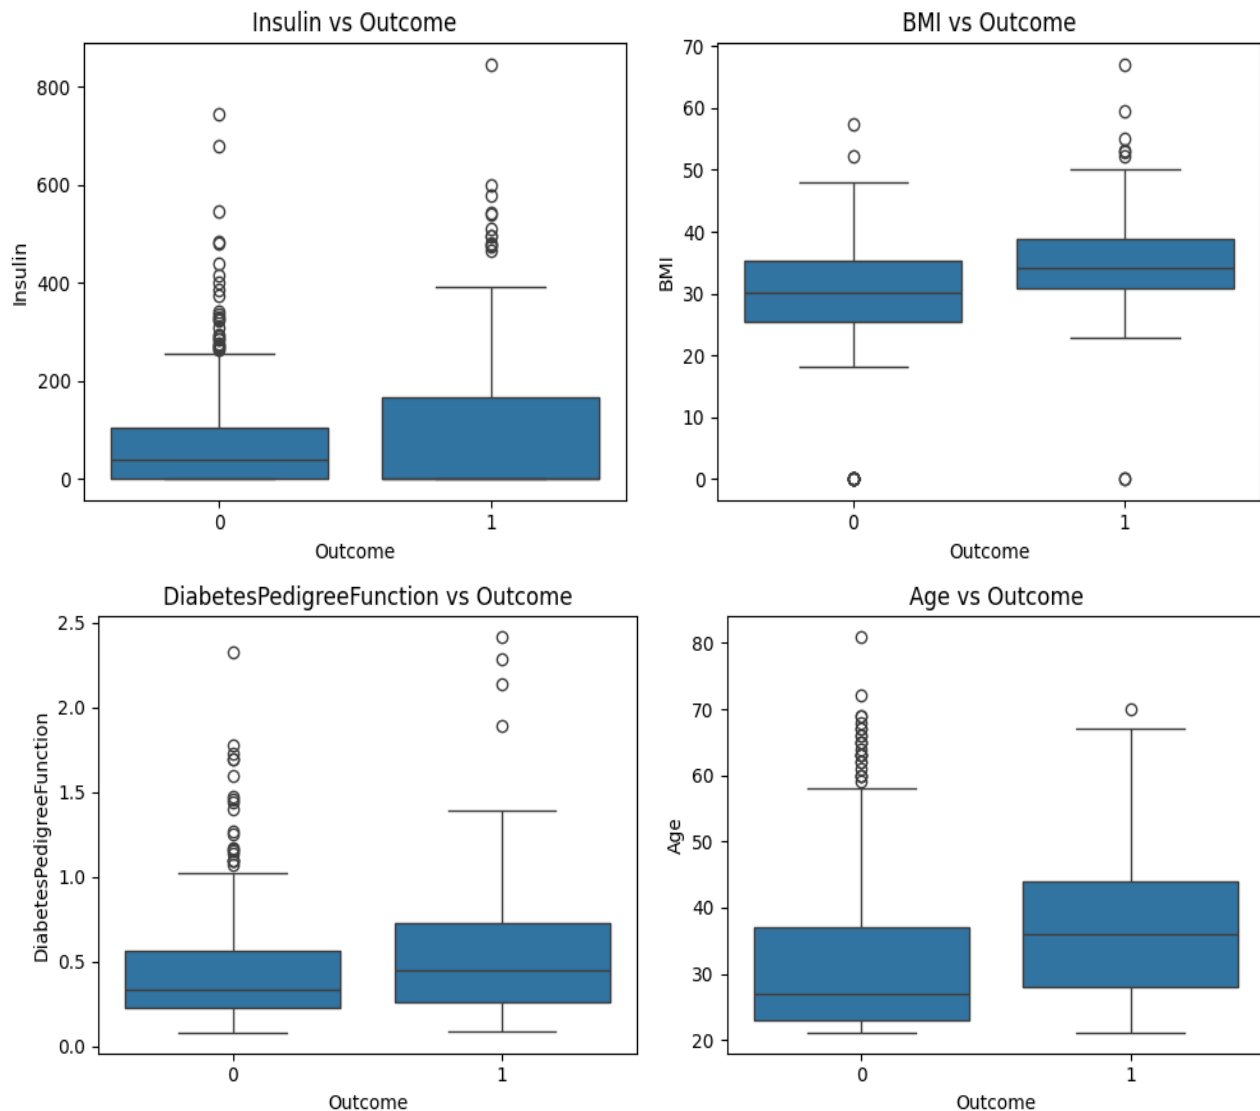 Insulin vs Outcome
800
600
400
200
0
Insulin
0 1
Outcome
BMI vs Outcome
70
60
50
40
30
20
10
0
BMI
0 1
Outcome
DiabetesPedigreeFunction vs Outcome
2.5
2.0
1.5
1.0
0.5
0.0
DiabetesPedigreeFunction
0 1
Outcome
Age vs Outcome
80
70
60
50
40
30
20
Age
0 1
Outcome